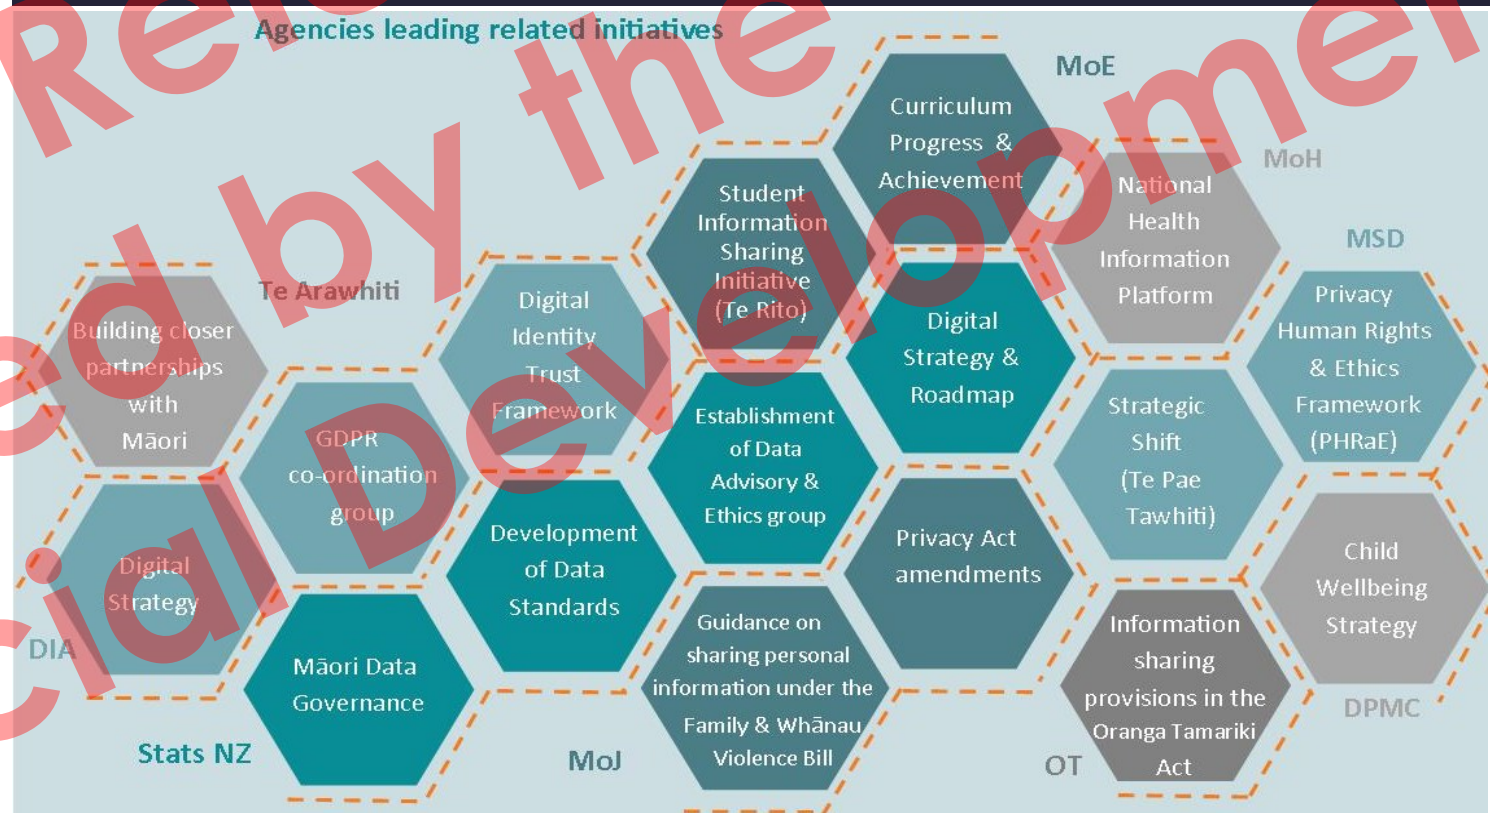 Agencies leading related initiatives
MoE
Curriculum
Progress &
Achievement
MoH
National
Health
Information
Platform
Student
Information
Sharing
Initiative
(Te Rito)
MSD
Privacy
Human Rights
& Ethics
Framework
(PHRaE)
Te Arawhiti
Building closer
partnerships
with
Māori
Digital
Identity
Trust
Framework
Digital
Strategy &
Roadmap
GDPR
co-ordination
group
Establishment
of Data
Advisory &
Ethics group
Strategic
Shift
(Te Pae
Tawhiti)
Digital
Strategy
DIA
Development
of Data
Standards
Privacy Act
amendments
Child
Wellbeing
Strategy
DPMC
Māori Data
Governance
Stats NZ
Guidance on
sharing personal
information under the
Family & Whānau
Violence Bill
MoJ
Information
sharing
provisions in the
Oranga Tamariki
Act
OT
by the
Development